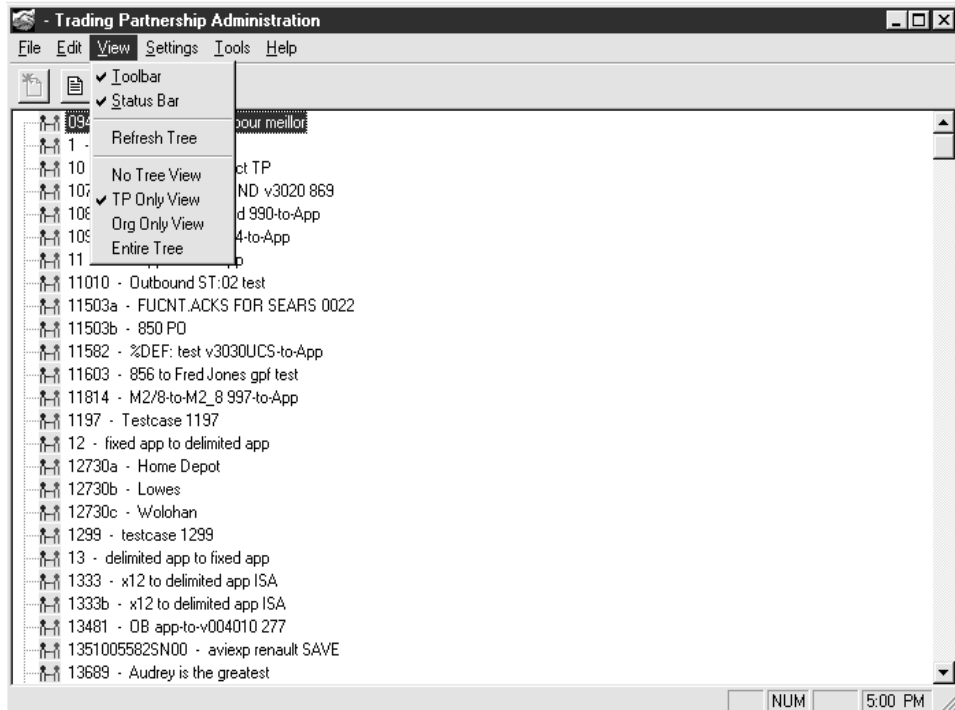 - Trading Partnership Administration
File Edit View Settings Tools Help
Toolbar
Status Bar
Refresh Tree
No Tree View
TP Only View
Org Only View
Entire Tree
094 pour meillor
1 -
10 ct TP
107 ND v3020 869
108 d 990-to-App
109 4-to-App
11
11010 - Outbound ST:02 test
11503a - FUCNT.ACKS FOR SEARS 0022
11503b - 850 PO
11582 - %DEF: test v3030UCS-to-App
11603 - 856 to Fred Jones gpf test
11814 - M2/8-to-M2_8 997-to-App
1197 - Testcase 1197
12 - fixed app to delimited app
12730a - Home Depot
12730b - Lowes
12730c - Wolohan
1299 - testcase 1299
13 - delimited app to fixed app
1333 - x12 to delimited app ISA
1333b - x12 to delimited app ISA
13481 - OB app-to-v004010 277
1351005582SN00 - aviexp renault SAVE
13689 - Audrey is the greatest
NUM 5:00 PM